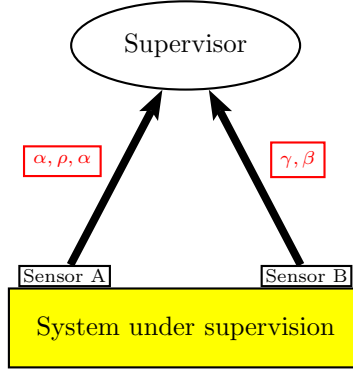 Supervisor
α, ρ, α
γ, β
Sensor A
Sensor B
System under supervision